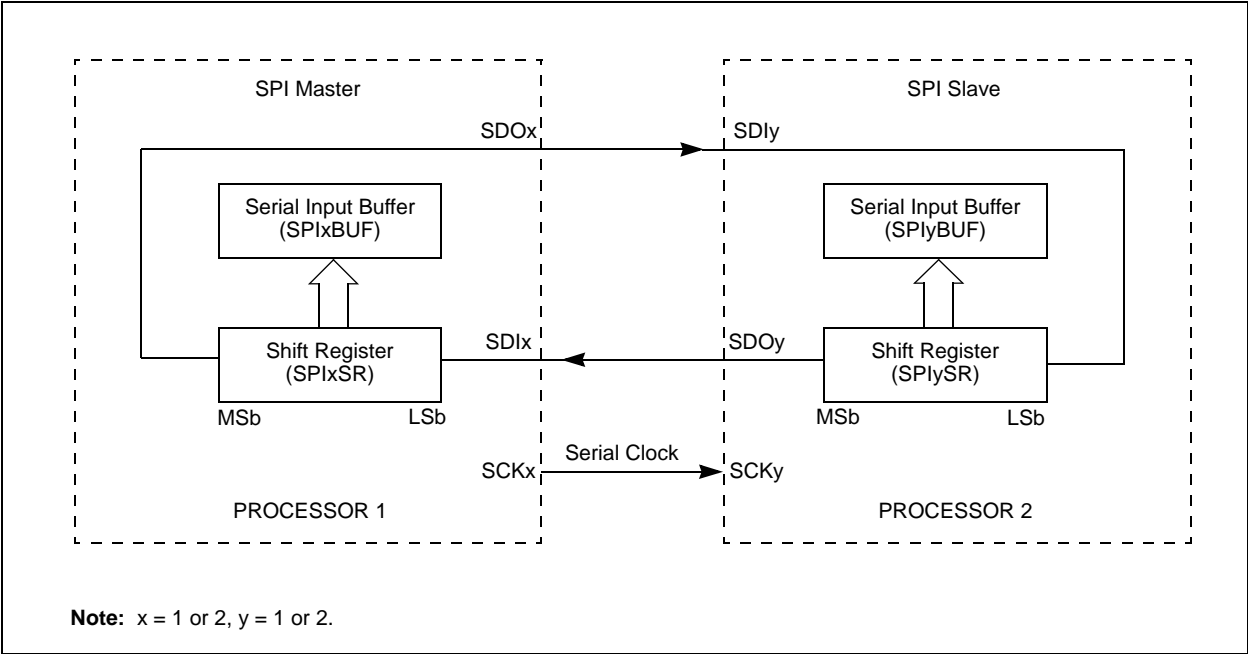 SPI Master
SPI Slave
SDOx
SDIy
Serial Input Buffer
(SPIxBUF)
Serial Input Buffer
(SPIyBUF)
SDIx
SDOy
Shift Register
(SPIxSR)
Shift Register
(SPIySR)
MSb
LSb
MSb
LSb
Serial Clock
SCKx
SCKy
PROCESSOR 1
PROCESSOR 2
Note: x = 1 or 2, y = 1 or 2.